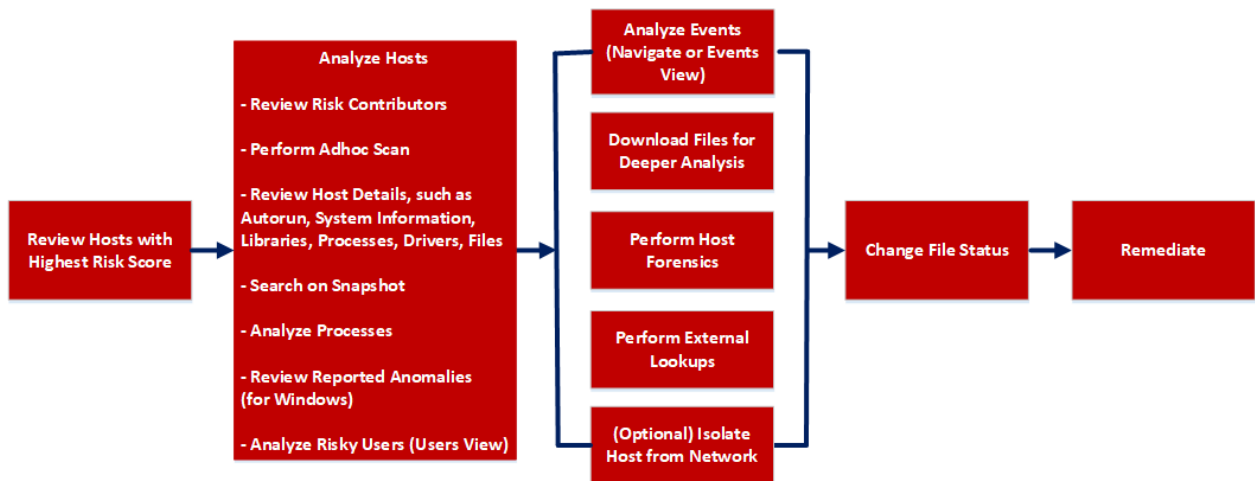 Review Hosts with
Highest Risk Score
Analyze Hosts
- Review Risk Contributors
- Perform Adhoc Scan
- Review Host Details, such as
Autorun, System Information,
Libraries, Processes, Drivers, Files
- Search on Snapshot
- Analyze Processes
- Review Reported Anomalies
(for Windows)
- Analyze Risky Users (Users View)
Analyze Events
(Navigate or Events
View)
Download Files for
Deeper Analysis
Perform Host
Forensics
Perform External
Lookups
(Optional) Isolate
Host from Network
Change File Status
Remediate